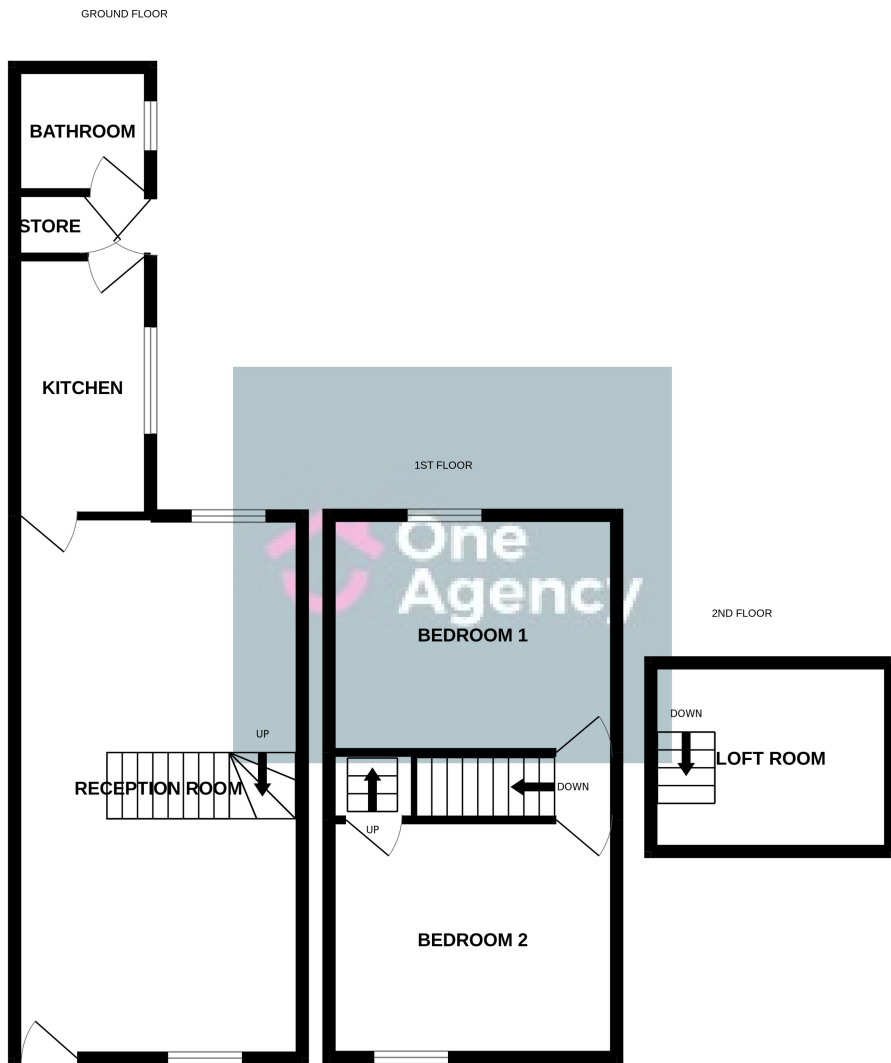 GROUND FLOOR
BATHROOM
STORE
KITCHEN
UP
RECEPTION ROOM
1ST FLOOR
One
Agency
BEDROOM 1
DOWN
UP
BEDROOM 2
2ND FLOOR
DOWN
LOFT ROOM